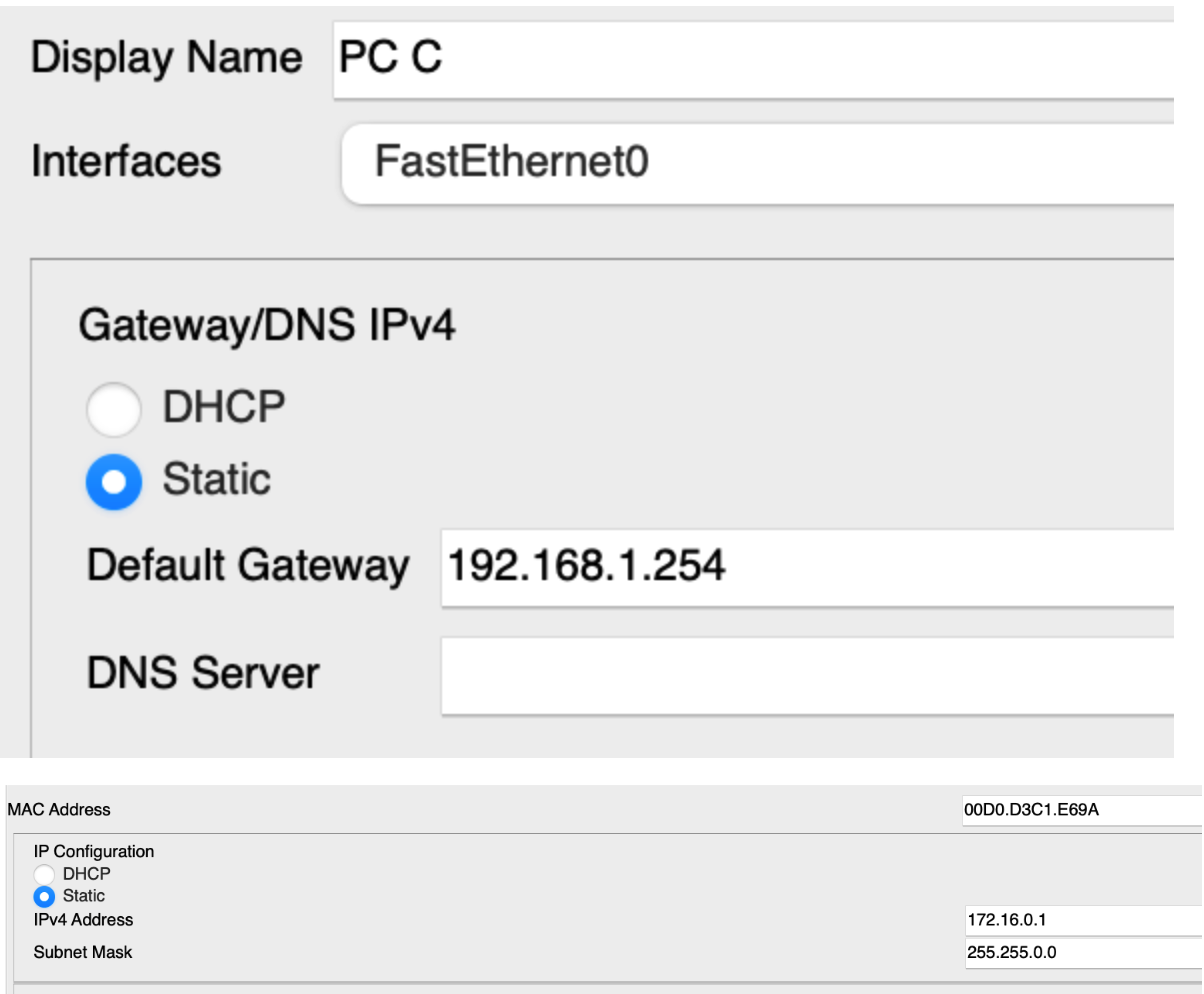 Display Name PC C
Interfaces FastEthernet0
Gateway/DNS IPv4
DHCP
Static
Default Gateway 192.168.1.254
DNS Server
MAC Address 00D0.D3C1.E69A
IP Configuration
DHCP
Static
IPv4 Address 172.16.0.1
Subnet Mask 255.255.0.0